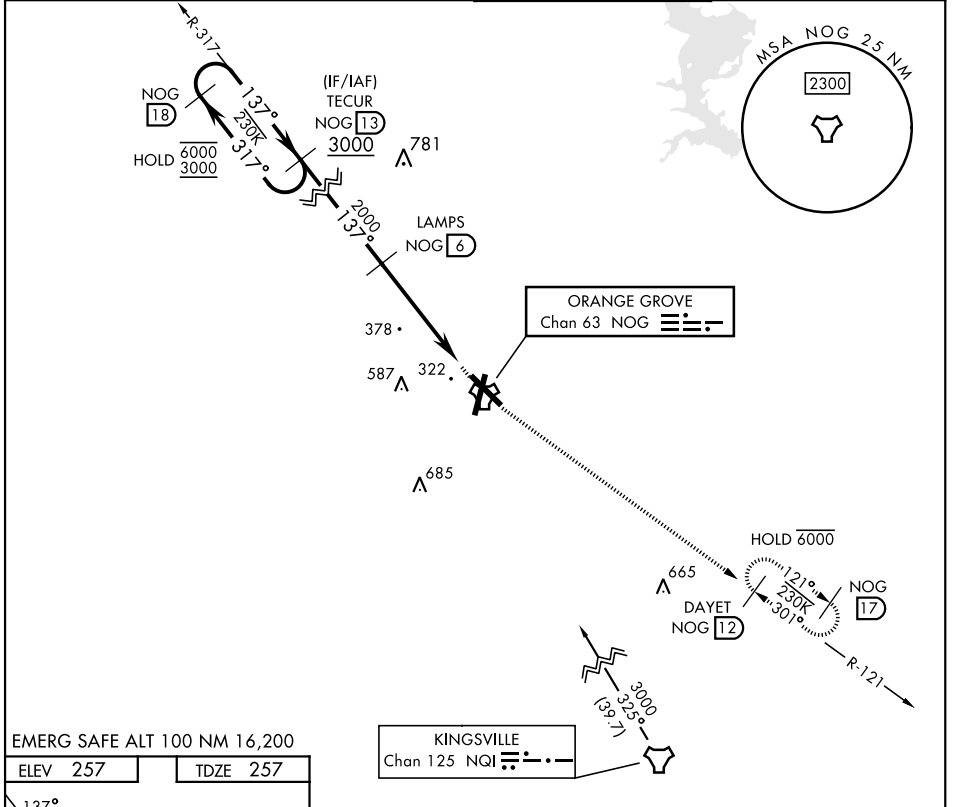 R-317
MSA NOG 25 NM
2300
NOG
18
137°
230K
317°
HOLD 6000
3000
(IF/IAF)
TECUR
NOG 13
3000
781
2000
137°
LAMPS
NOG 6
ORANGE GROVE
Chan 63 NOG
378
587
322
685
HOLD 6000
121°
230K
301°
NOG
17
665
DAYET
NOG 12
R-121
3000
325°
(39.7)
KINGSVILLE
Chan 125 NQI
EMERG SAFE ALT 100 NM 16,200
ELEV 257
TDZE 257
137°